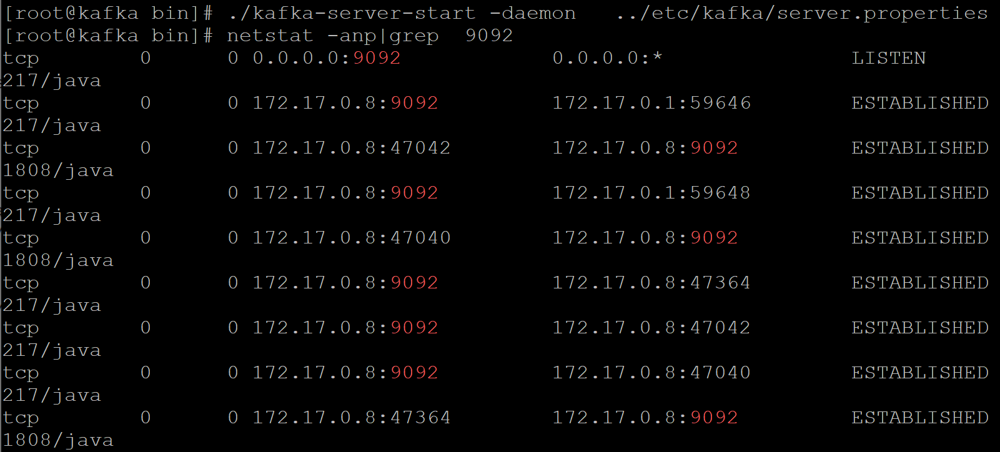 [root@kafka bin]# ./kafka-server-start -daemon   ../etc/kafka/server.properties
[root@kafka bin]# netstat -anp|grep  9092
tcp        0      0 0.0.0.0:9092            0.0.0.0:*               LISTEN
217/java
tcp        0      0 172.17.0.8:9092         172.17.0.1:59646        ESTABLISHED
217/java
tcp        0      0 172.17.0.8:47042        172.17.0.8:9092         ESTABLISHED
1808/java
tcp        0      0 172.17.0.8:9092         172.17.0.1:59648        ESTABLISHED
217/java
tcp        0      0 172.17.0.8:47040        172.17.0.8:9092         ESTABLISHED
1808/java
tcp        0      0 172.17.0.8:9092         172.17.0.8:47364        ESTABLISHED
217/java
tcp        0      0 172.17.0.8:9092         172.17.0.8:47042        ESTABLISHED
217/java
tcp        0      0 172.17.0.8:9092         172.17.0.8:47040        ESTABLISHED
217/java
tcp        0      0 172.17.0.8:47364        172.17.0.8:9092         ESTABLISHED
1808/java